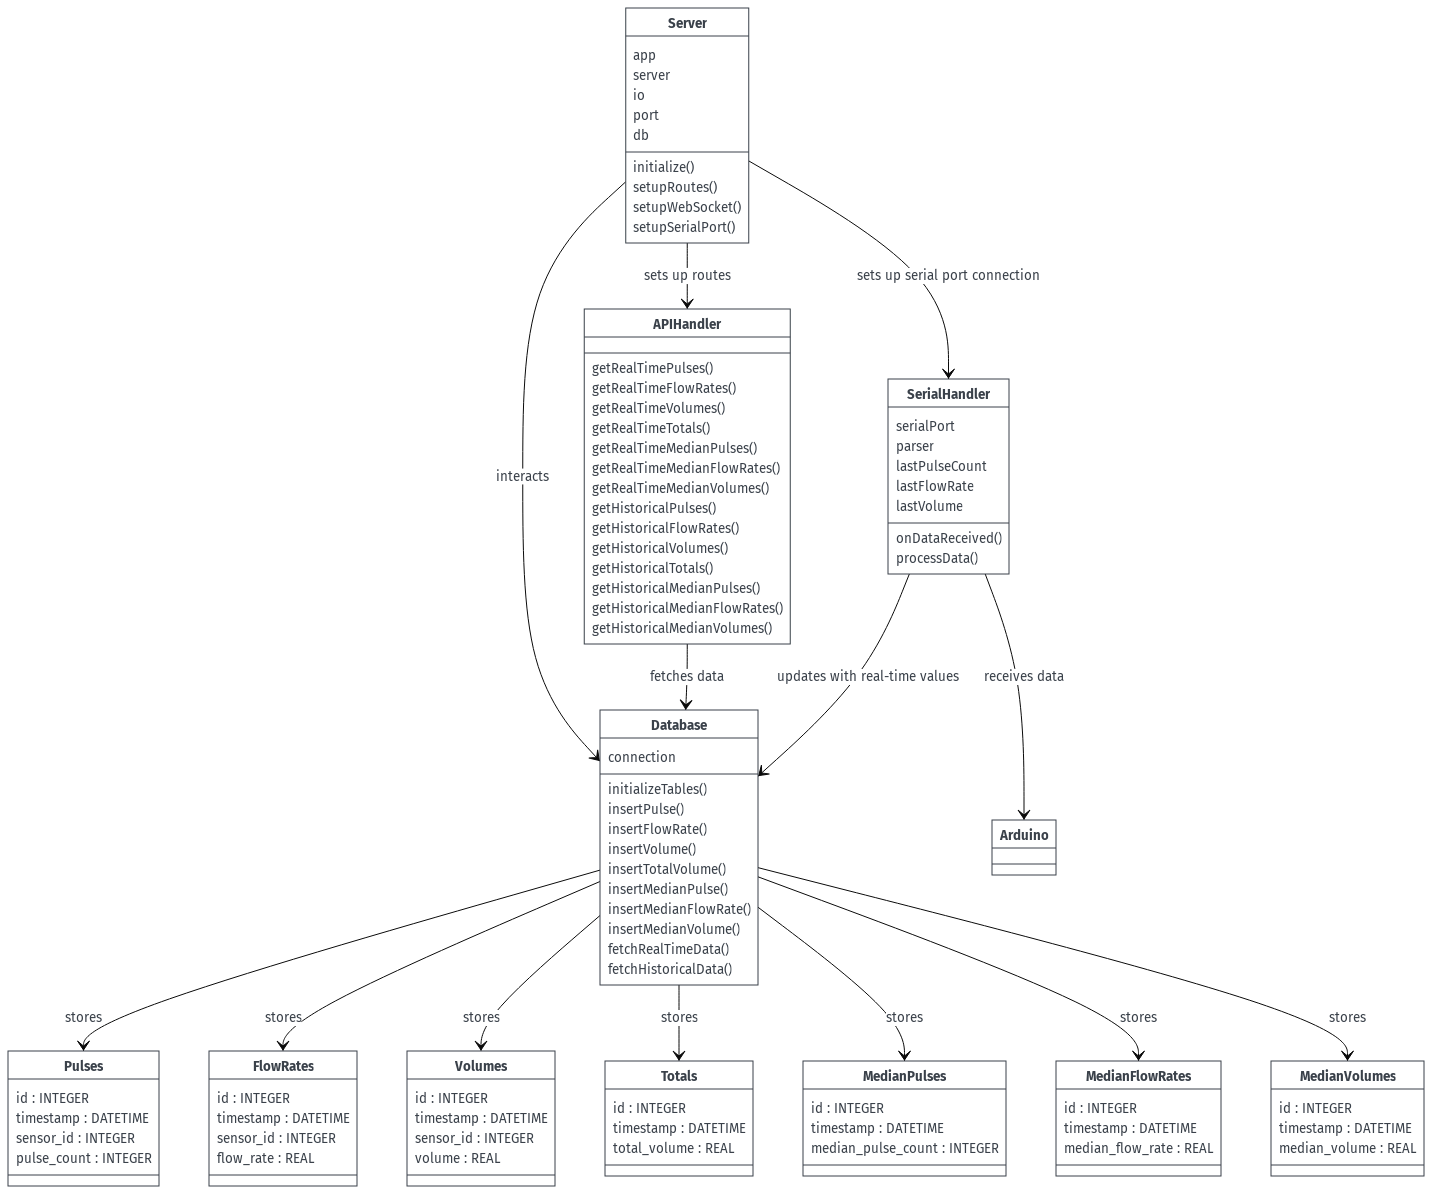 Server
app
server
io
port
db
initialize()
setupRoutes()
setupWebSocket()
setupSerialPort()
sets up routes
sets up serial port connection
interacts
APIHandler
getRealTimePulses()
getRealTimeFlowRates()
getRealTimeVolumes()
getRealTimeTotals()
getRealTimeMedianPulses()
getRealTimeMedianFlowRates()
getRealTimeMedianVolumes()
getHistoricalPulses()
getHistoricalFlowRates()
getHistoricalVolumes()
getHistoricalTotals()
getHistoricalMedianPulses()
getHistoricalMedianFlowRates()
getHistoricalMedianVolumes()
SerialHandler
serialPort
parser
lastPulseCount
lastFlowRate
lastVolume
onDataReceived()
processData()
fetches data
updates with real-time values
receives data
Database
connection
initializeTables()
insertPulse()
insertFlowRate()
insertVolume()
insertTotalVolume()
insertMedianPulse()
insertMedianFlowRate()
insertMedianVolume()
fetchRealTimeData()
fetchHistoricalData()
Arduino
stores
stores
stores
stores
stores
stores
stores
Pulses
id : INTEGER
timestamp : DATETIME
sensor_id : INTEGER
pulse_count : INTEGER
FlowRates
id : INTEGER
timestamp : DATETIME
sensor_id : INTEGER
flow_rate : REAL
Volumes
id : INTEGER
timestamp : DATETIME
sensor_id : INTEGER
volume : REAL
Totals
id : INTEGER
timestamp : DATETIME
total_volume : REAL
MedianPulses
id : INTEGER
timestamp : DATETIME
median_pulse_count : INTEGER
MedianFlowRates
id : INTEGER
timestamp : DATETIME
median_flow_rate : REAL
MedianVolumes
id : INTEGER
timestamp : DATETIME
median_volume : REAL